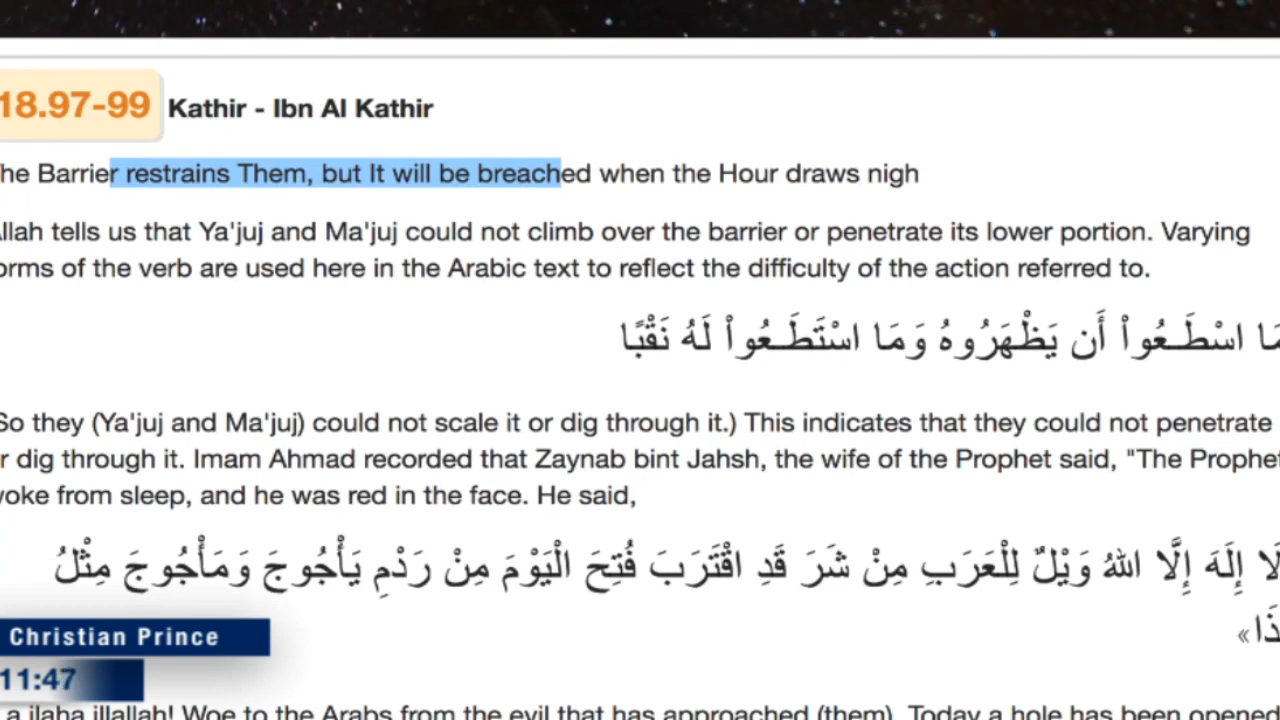 18.97-99 Kathir - Ibn Al Kathir
he Barrier restrains Them, but It will be breached when the Hour draws nigh
llah tells us that Ya'juj and Ma'juj could not climb over the barrier or penetrate its lower portion. Varying
orms of the verb are used here in the Arabic text to reflect the difficulty of the action referred to.
مَا اسْطَـعُواْ أَن يَظْهَرُوهُ وَمَا اسْتَطَـعُواْ لَهُ نَقْبًا
So they (Ya'juj and Ma'juj) could not scale it or dig through it.) This indicates that they could not penetrate
r dig through it. Imam Ahmad recorded that Zaynab bint Jahsh, the wife of the Prophet said, "The Prophet
woke from sleep, and he was red in the face. He said,
لَا إِلَهَ إِلَّا اللهُ وَيْلٌ لِلْعَرَبِ مِنْ شَرَ قَدِ اقْتَرَبَ فُتِحَ الْيَوْمَ مِنْ رَدْمِ يَأْجُوجَ وَمَأْجُوجَ مِثْلُ
ذَا»
Christian Prince
11:47
a ilaha illallah! Woe to the Arabs from the evil that has approached (them). Today a hole has been opened